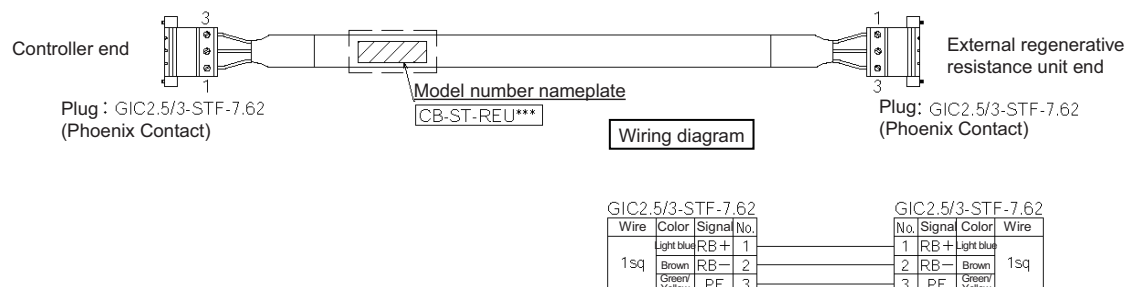 3
1
Controller end
External regenerative
resistance unit end
1
3
Model number nameplate
CB-ST-REU***
Plug : GIC2.5/3-STF-7.62
(Phoenix Contact)
Plug: GIC2.5/3-STF-7.62
(Phoenix Contact)
Wiring diagram
GIC2.5/3-STF-7.62 GIC2.5/3-STF-7.62
Wire Color Signal No. No. Signal Color Wire
Light blue RB+ 1 1 RB+ Light blue
1sq Brown RB− 2 2 RB− Brown 1sq
Green/
Yellow PE 3 3 PE Green/
Yellow